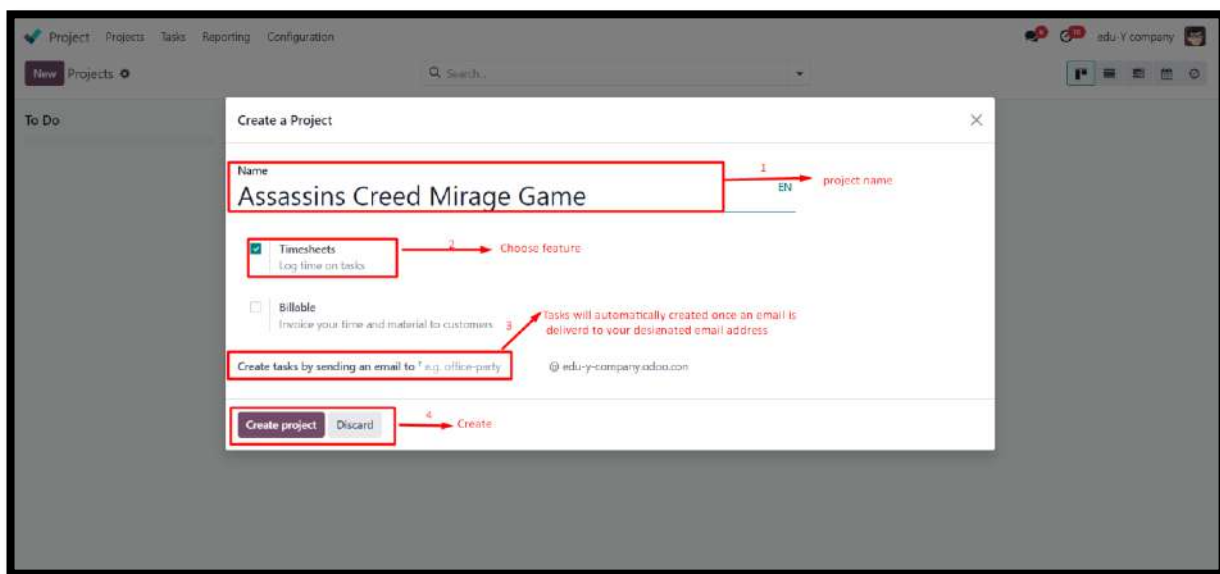 Project Projects Tasks Reporting Configuration edu-Y company
New Projects Search...
To Do
Create a Project
Name
Assassins Creed Mirage Game
EN
1
project name
Timesheets
Log time on tasks
2
Choose feature
Billable
Invoice your time and material to customers
3
Tasks will automatically created once an email is
deliverd to your desianated email address
Create tasks by sending an email to ? e.g. office-party @ edu-y-company.odoo.com
Create project Discard
4
Create